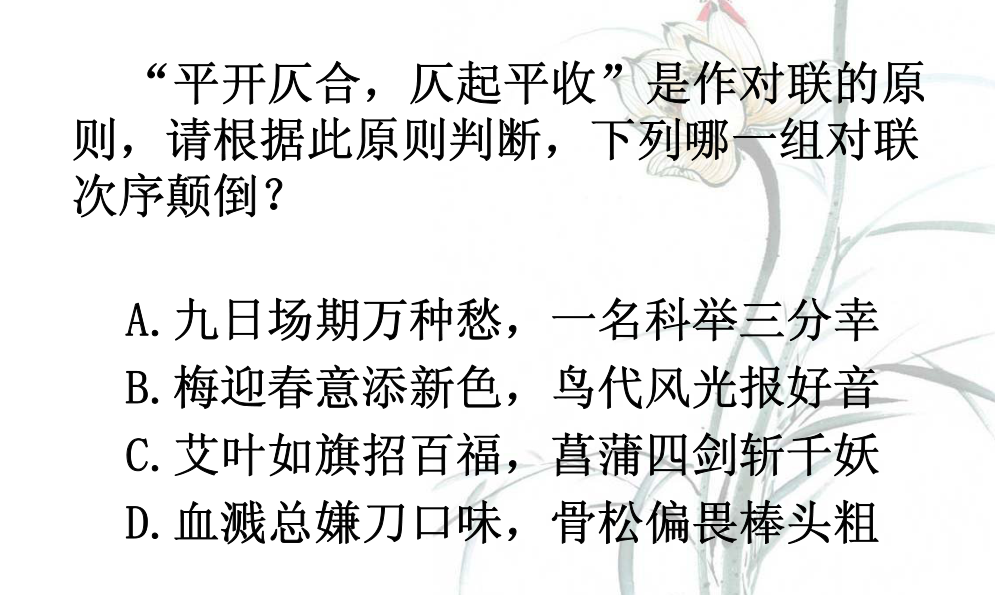 “平开仄合，仄起平收”是作对联的原
则，请根据此原则判断，下列哪一组对联
次序颠倒？
A.九日场期万种愁，一名科举三分幸
B.梅迎春意添新色，鸟代风光报好音
C.艾叶如旗招百福，菖蒲四剑斩千妖
D.血溅总嫌刀口味，骨松偏畏棒头粗